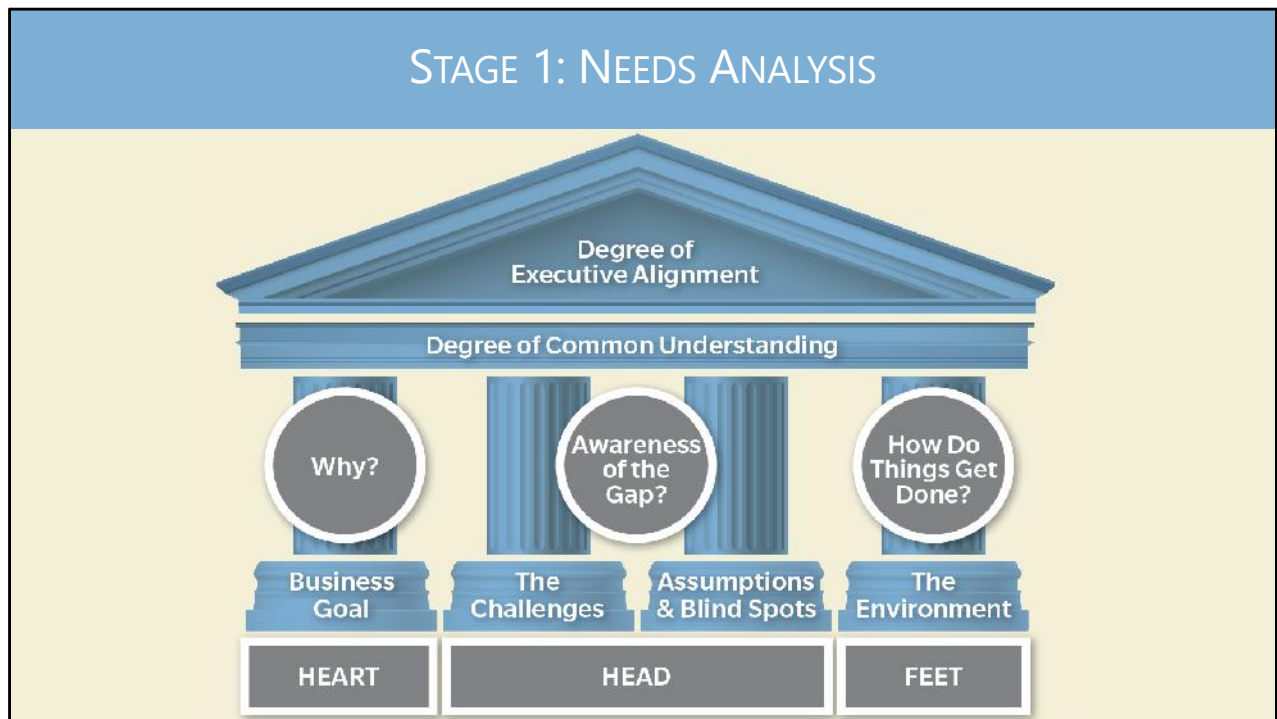 STAGE 1: NEEDS ANALYSIS
Degree of
Executive Alignment
Degree of Common Understanding
Why?
Awareness
of the
Gap?
How Do
Things Get
Done?
Business
Goal
The
Challenges
Assumptions
& Blind Spots
The
Environment
HEART
HEAD
FEET